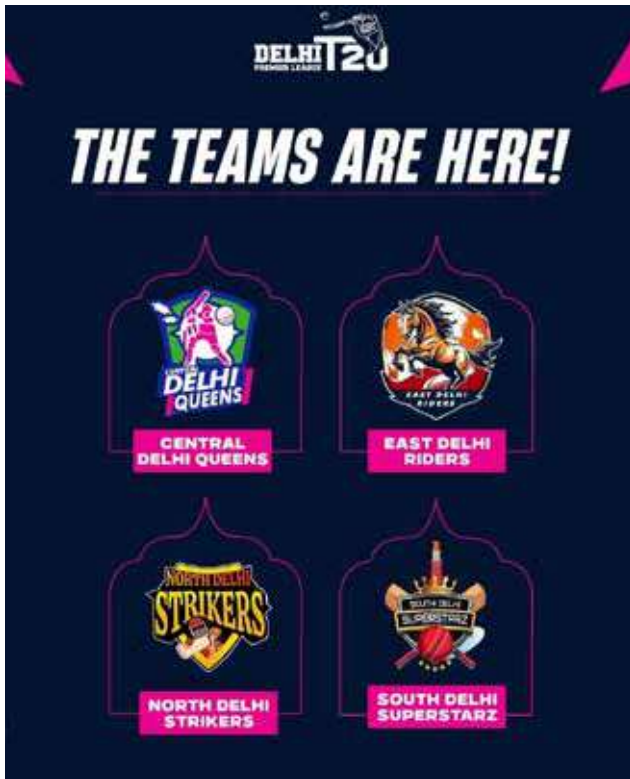 DELHI T20
PREMIER LEAGUE
THE TEAMS ARE HERE!
CENTRAL
DELHI
QUEENS
EAST DELHI
RIDERS
CENTRAL
DELHI QUEENS
EAST DELHI
RIDERS
NORTH DELHI
STRIKERS
SOUTH DELHI
SUPERSTARZ
NORTH DELHI
STRIKERS
SOUTH DELHI
SUPERSTARZ